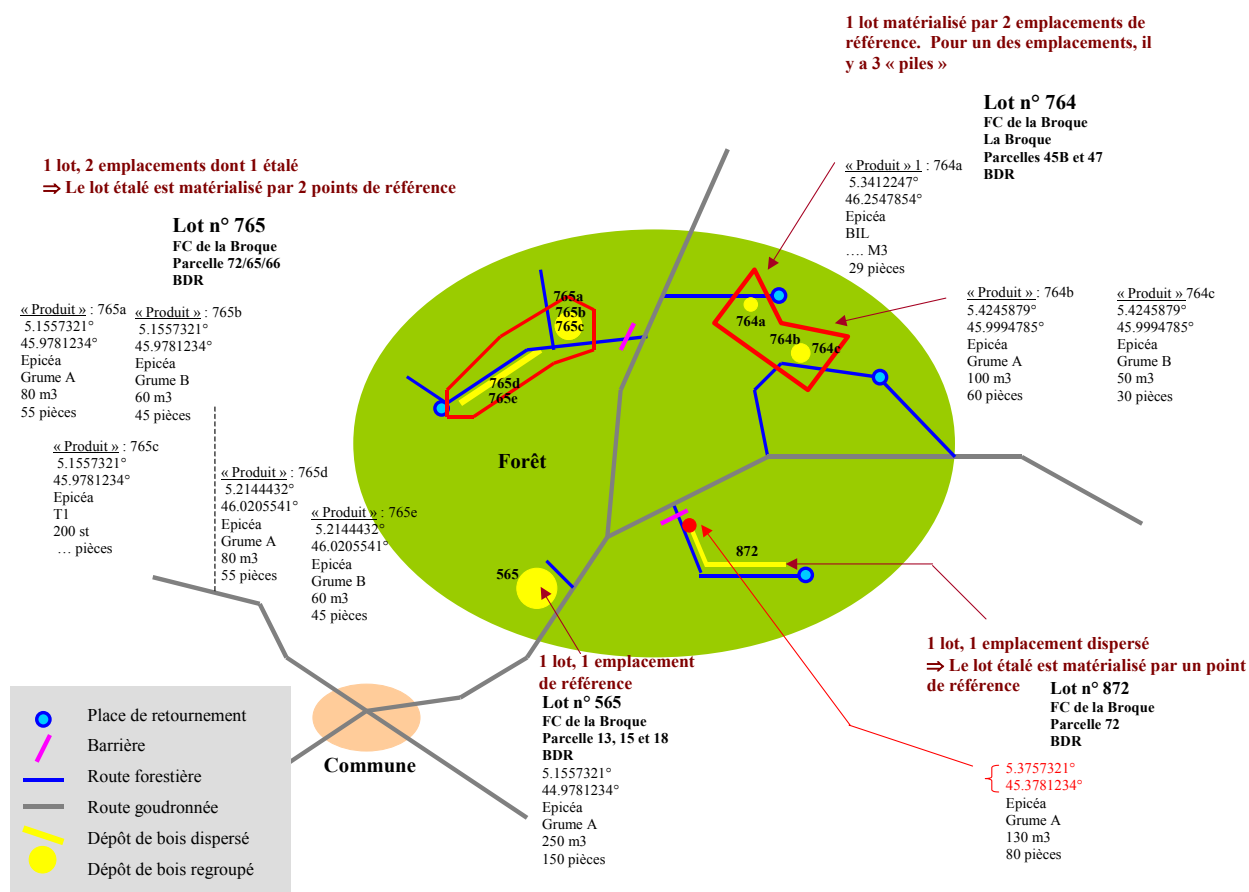 1 lot matérialisé par 2 emplacements de
référence. Pour un des emplacements, il
y a 3 « piles »
Lot n° 764
FC de la Broque
La Broque
Parcelles 45B et 47
BDR
« Produit » 1 : 764a
5.3412247°
46.2547854°
Epicéa
BIL
…. M3
29 pièces
« Produit » : 764b
5.4245879°
45.9994785°
Epicéa
Grume A
100 m3
60 pièces
« Produit » 764c
5.4245879°
45.9994785°
Epicéa
Grume B
50 m3
30 pièces
1 lot, 2 emplacements dont 1 étalé
⇒ Le lot étalé est matérialisé par 2 points de référence
Lot n° 765
FC de la Broque
Parcelle 72/65/66
BDR
« Produit » : 765a
5.1557321°
45.9781234°
Epicéa
Grume A
80 m3
55 pièces
« Produit » : 765b
5.1557321°
45.9781234°
Epicéa
Grume B
60 m3
45 pièces
« Produit » : 765c
5.1557321°
45.9781234°
Epicéa
T1
200 st
… pièces
« Produit » : 765d
5.2144432°
46.0205541°
Epicéa
Grume A
80 m3
55 pièces
« Produit » : 765e
5.2144432°
46.0205541°
Epicéa
Grume B
60 m3
45 pièces
765a
765b
765c
765d
765e
764a
764b
764c
Forêt
872
565
1 lot, 1 emplacement
de référence
Lot n° 565
FC de la Broque
Parcelle 13, 15 et 18
BDR
5.1557321°
44.9781234°
Epicéa
Grume A
250 m3
150 pièces
1 lot, 1 emplacement dispersé
⇒ Le lot étalé est matérialisé par un point
de référence
Lot n° 872
FC de la Broque
Parcelle 72
BDR
5.3757321°
45.3781234°
Epicéa
Grume A
130 m3
80 pièces
Commune
Place de retournement
Barrière
Route forestière
Route goudronnée
Dépôt de bois dispersé
Dépôt de bois regroupé